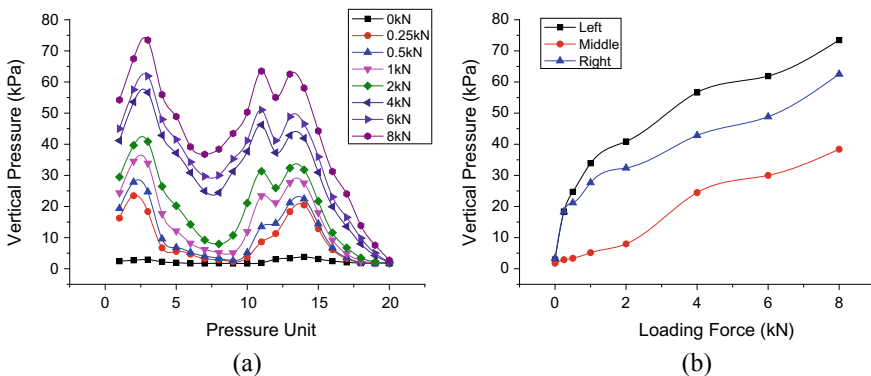 80
70
60
50
40
30
20
10
0
Vertical Pressure (kPa)
0
5
10
15
20
Pressure Unit
0kN
0.25kN
0.5kN
1kN
2kN
4kN
6kN
8kN
(a)
80
70
60
50
40
30
20
10
0
Vertical Pressure (kPa)
0
2
4
6
8
Loading Force (kN)
Left
Middle
Right
(b)